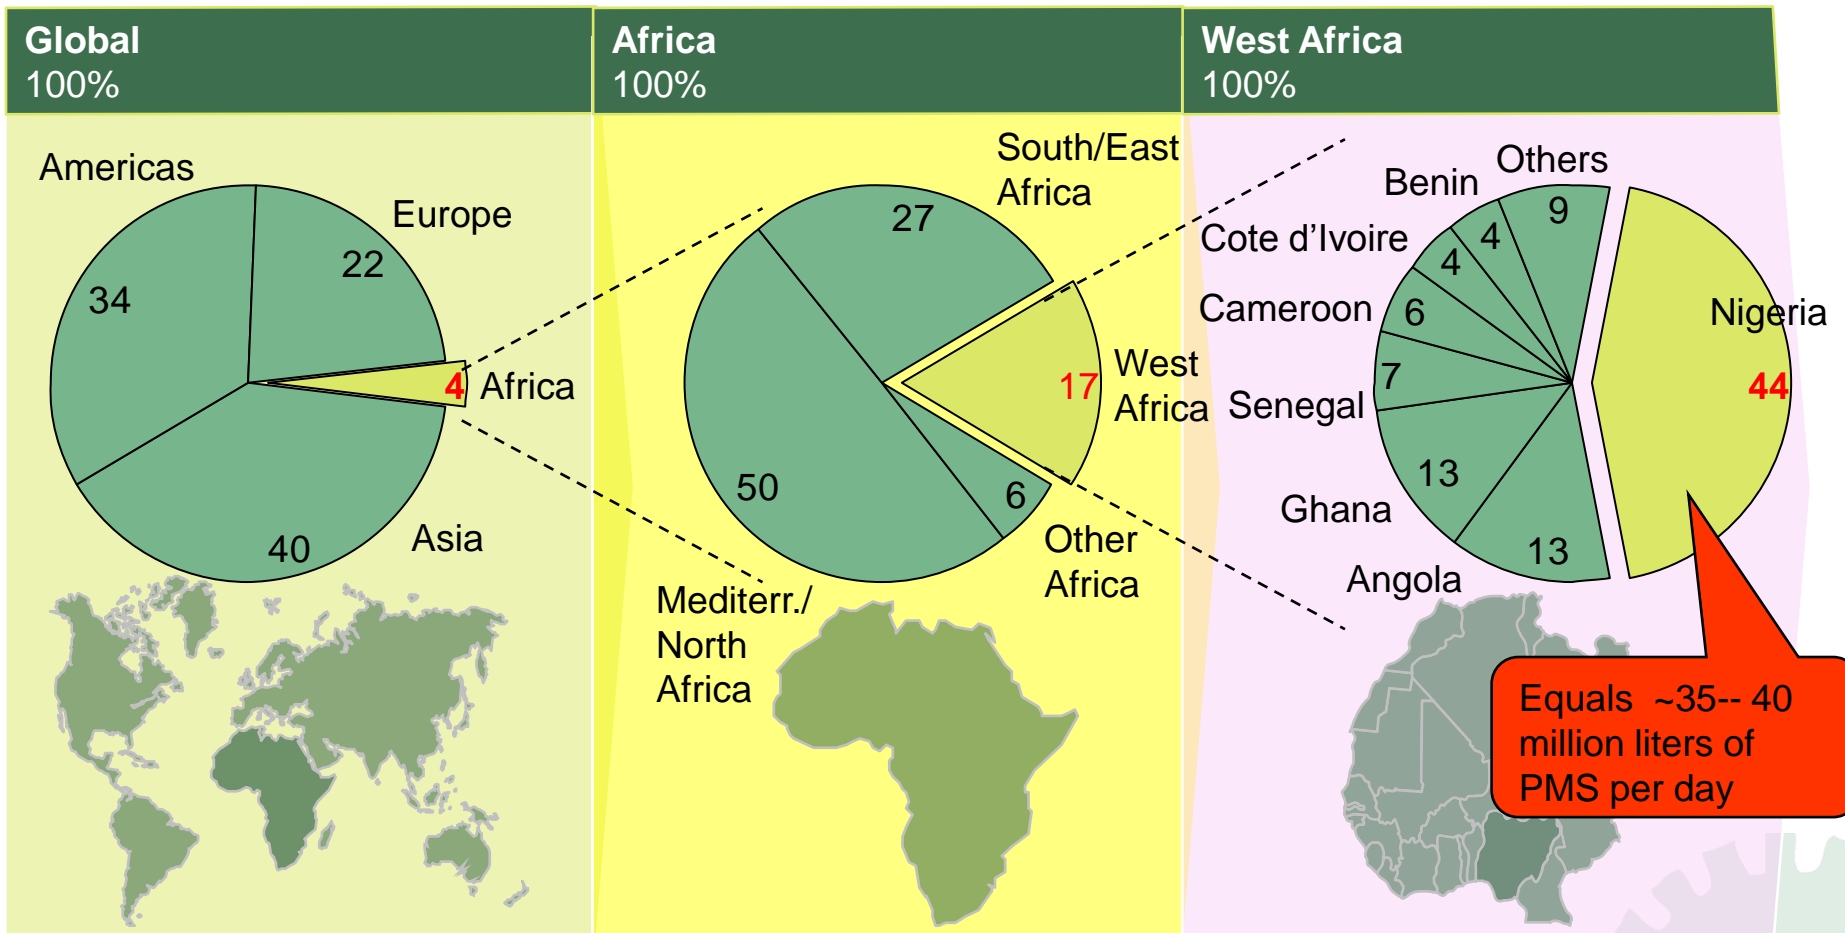 Global
100%
Americas
Europe
22
34
4
Africa
40
Asia
Africa
100%
South/East
Africa
27
West
Africa
17
50
6
Other
Africa
Mediterr./
North
Africa
West Africa
100%
Others
9
Benin
4
Cote d'Ivoire
4
Cameroon
6
Nigeria
44
7
Senegal
13
Ghana
13
Angola
Equals ~35-- 40
million liters of
PMS per day